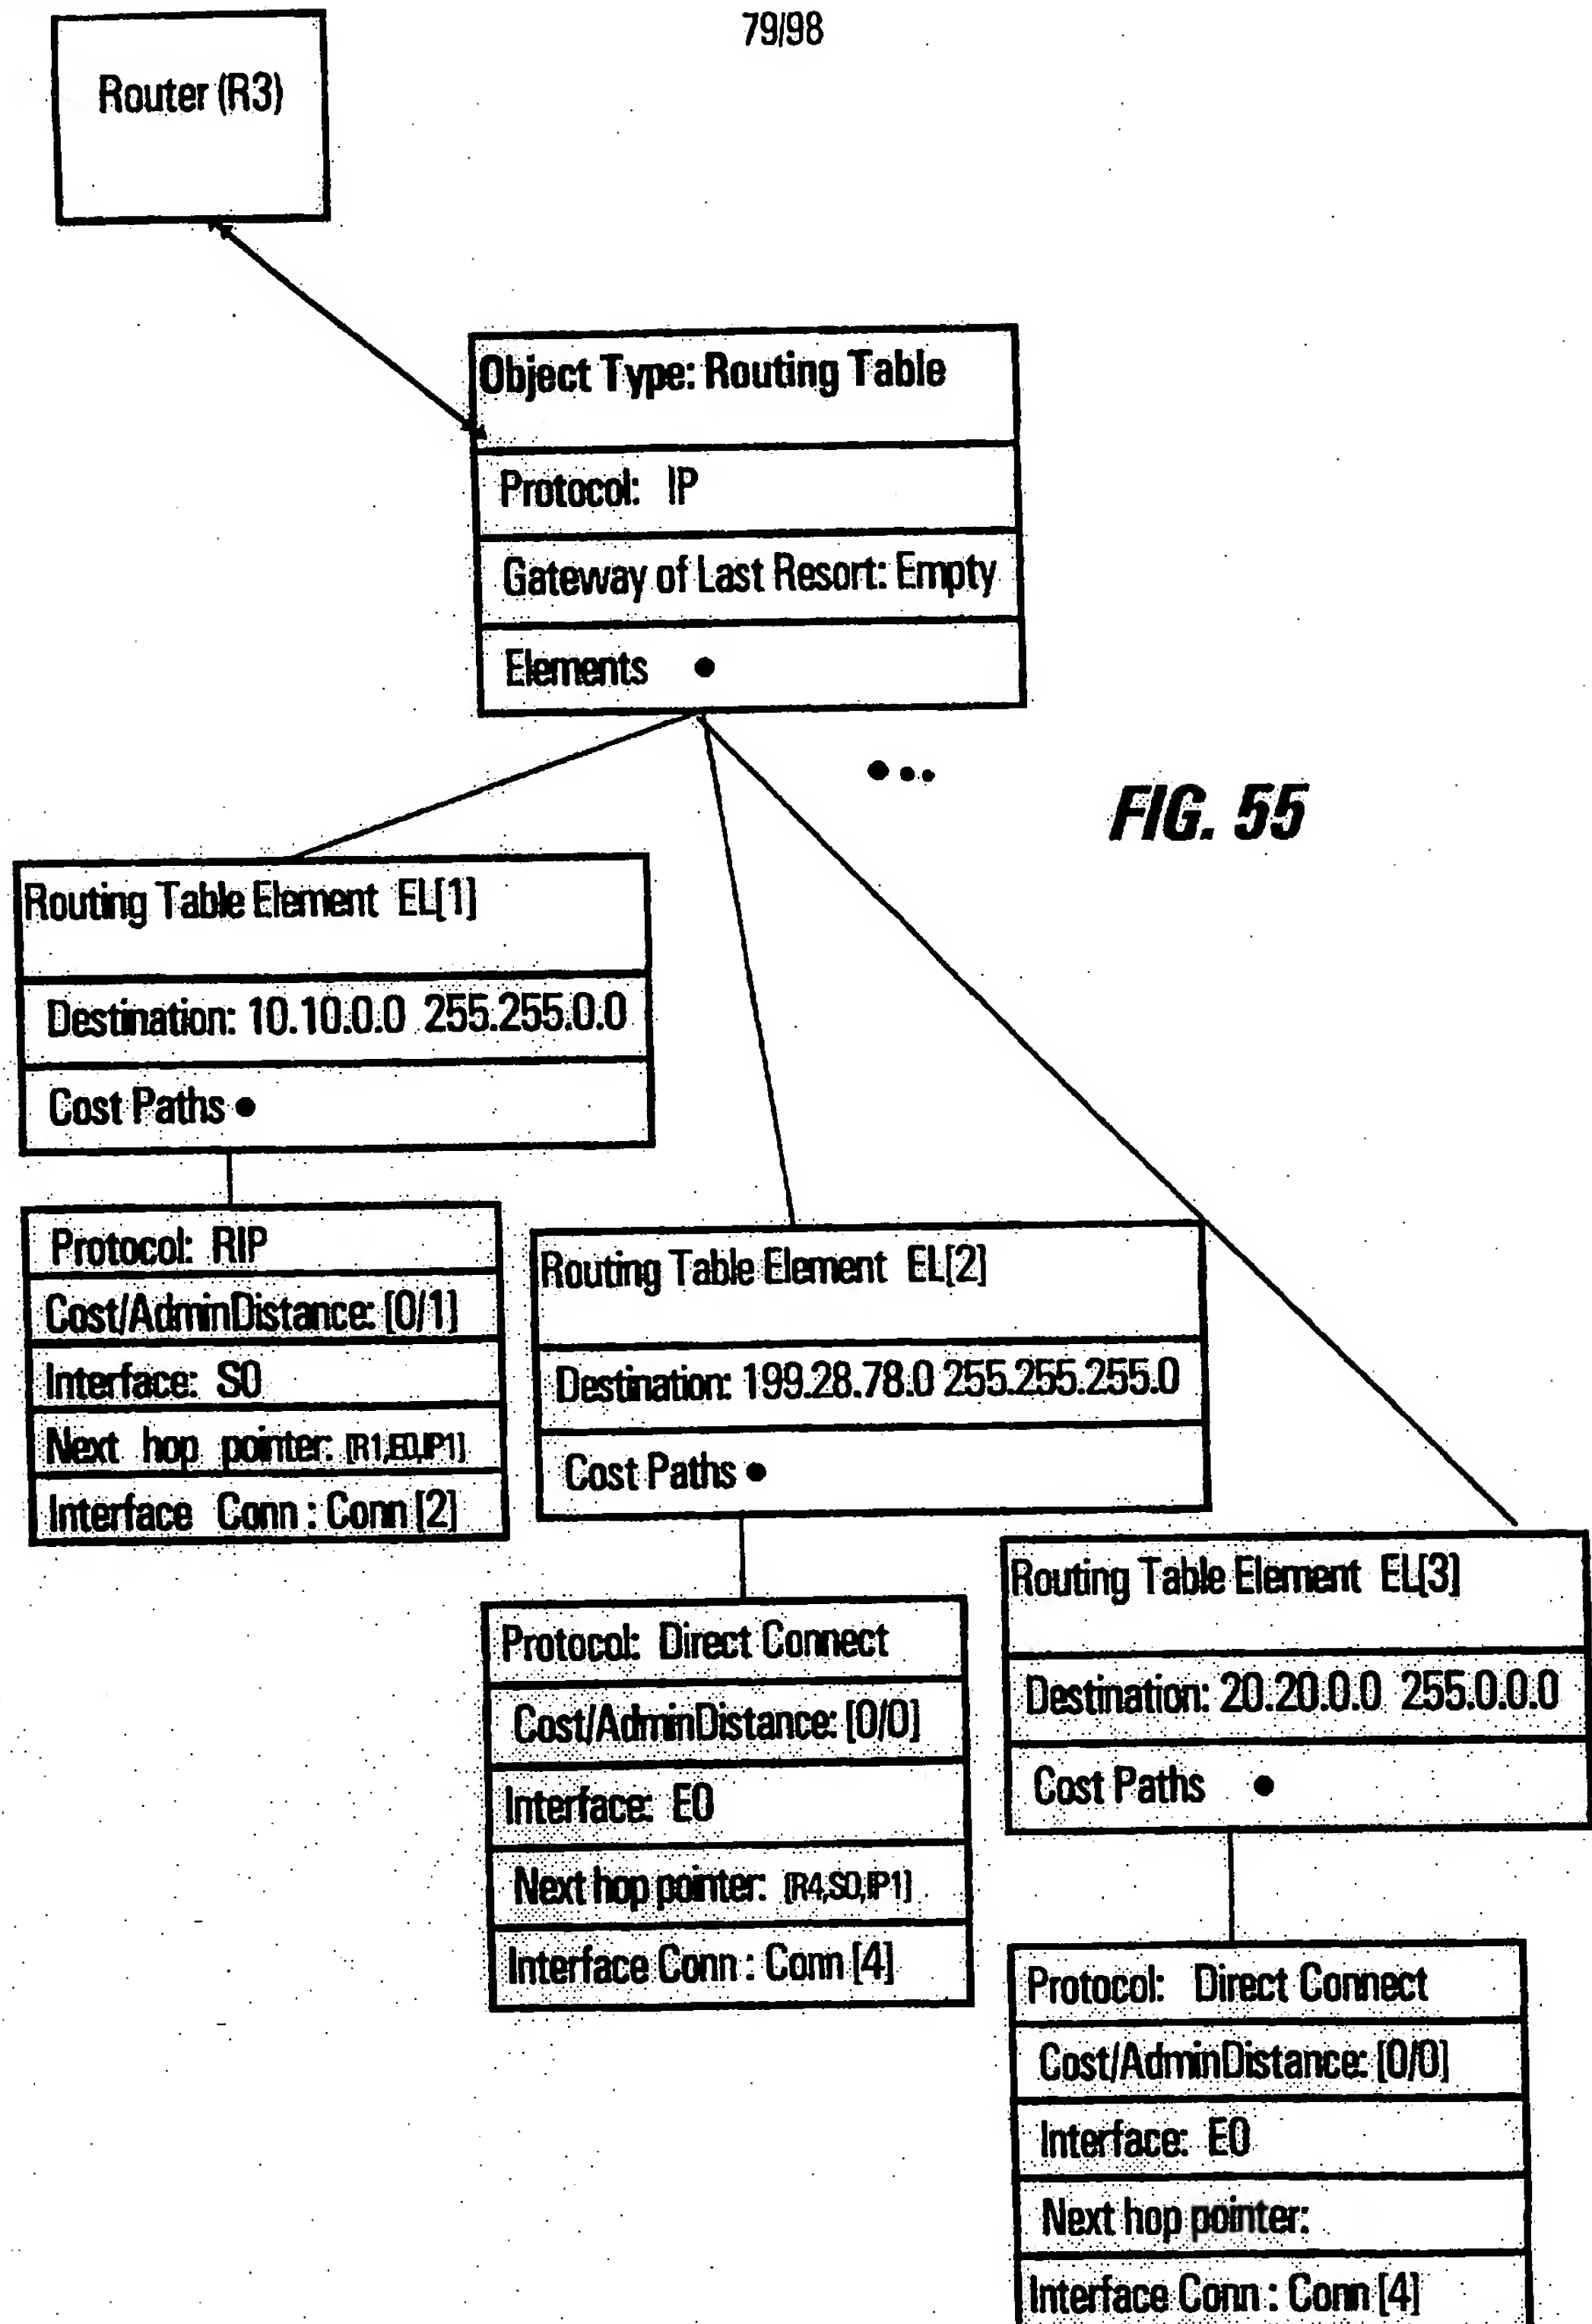 79/98
Router (R3)
Object Type: Routing Table
Protocol: IP
Gateway of Last Resort: Empty
Elements
FIG. 55
Routing Table Element EL[1]
Destination: 10.10.0.0 255.255.0.0
Cost Paths
Protocol: RIP
Cost/AdminDistance: [0/1]
Interface: S0
Next hop pointer: [R1,E0,IP1]
Interface Conn : Conn [2]
Routing Table Element EL[2]
Destination: 199.28.78.0 255.255.255.0
Cost Paths
Protocol: Direct Connect
Cost/AdminDistance: [0/0]
Interface: E0
Next hop pointer: [R4,S0,IP1]
Interface Conn : Conn [4]
Routing Table Element EL[3]
Destination: 20.20.0.0 255.0.0.0
Cost Paths
Protocol: Direct Connect
Cost/AdminDistance: [0/0]
Interface: E0
Next hop pointer:
Interface Conn : Conn [4]